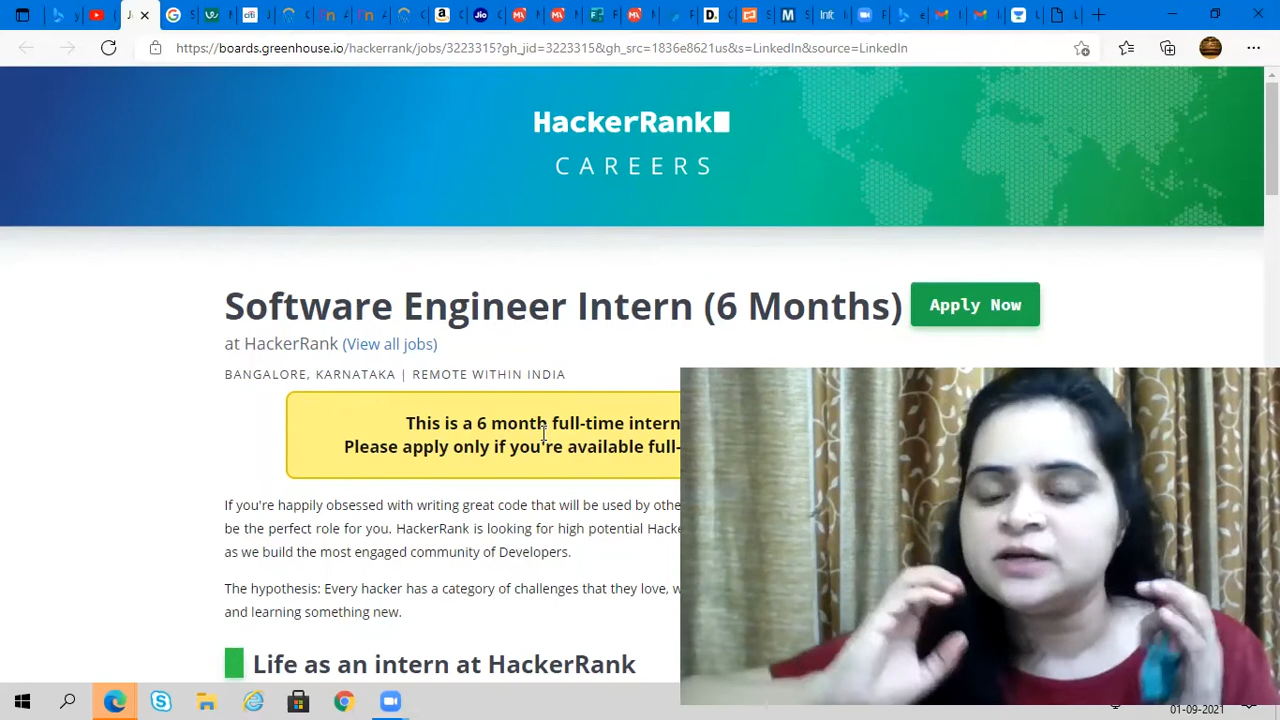 https://boards.greenhouse.io/hackerrank/jobs/3223315?gh_jid=3223315&gh_src=1836e8621us&s=LinkedIn&source=LinkedIn
HackerRank
CAREERS
Software Engineer Intern (6 Months)
Apply Now
at HackerRank (View all jobs)
BANGALORE, KARNATAKA | REMOTE WITHIN INDIA
This is a 6 month full-time intern
Please apply only if you're available full-
If you're happily obsessed with writing great code that will be used by othe
be the perfect role for you. HackerRank is looking for high potential Hacke
as we build the most engaged community of Developers.
The hypothesis: Every hacker has a category of challenges that they love, w
and learning something new.
Life as an intern at HackerRank
01-09-2021